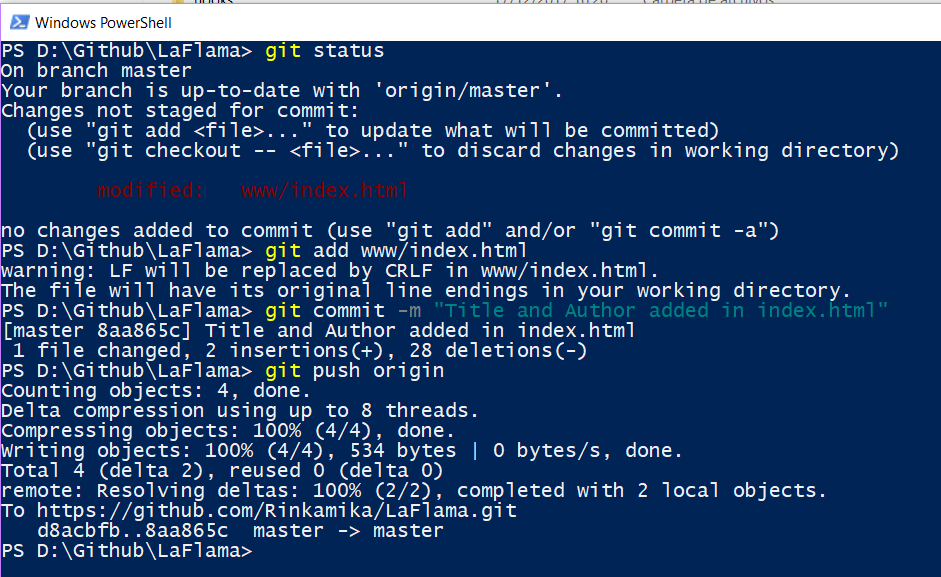 Windows PowerShell
PS D:\Github\LaFlama> git status
On branch master
Your branch is up-to-date with 'origin/master'.
Changes not staged for commit:
  (use "git add <file>..." to update what will be committed)
  (use "git checkout -- <file>..." to discard changes in working directory)
        modified:   www/index.html
no changes added to commit (use "git add" and/or "git commit -a")
PS D:\Github\LaFlama> git add www/index.html
warning: LF will be replaced by CRLF in www/index.html.
The file will have its original line endings in your working directory.
PS D:\Github\LaFlama> git commit -m "Title and Author added in index.html"
[master 8aa865c] Title and Author added in index.html
 1 file changed, 2 insertions(+), 28 deletions(-)
PS D:\Github\LaFlama> git push origin
Counting objects: 4, done.
Delta compression using up to 8 threads.
Compressing objects: 100% (4/4), done.
Writing objects: 100% (4/4), 534 bytes | 0 bytes/s, done.
Total 4 (delta 2), reused 0 (delta 0)
remote: Resolving deltas: 100% (2/2), completed with 2 local objects.
To https://github.com/Rinkamika/LaFlama.git
   d8acbfb..8aa865c  master -> master
PS D:\Github\LaFlama>